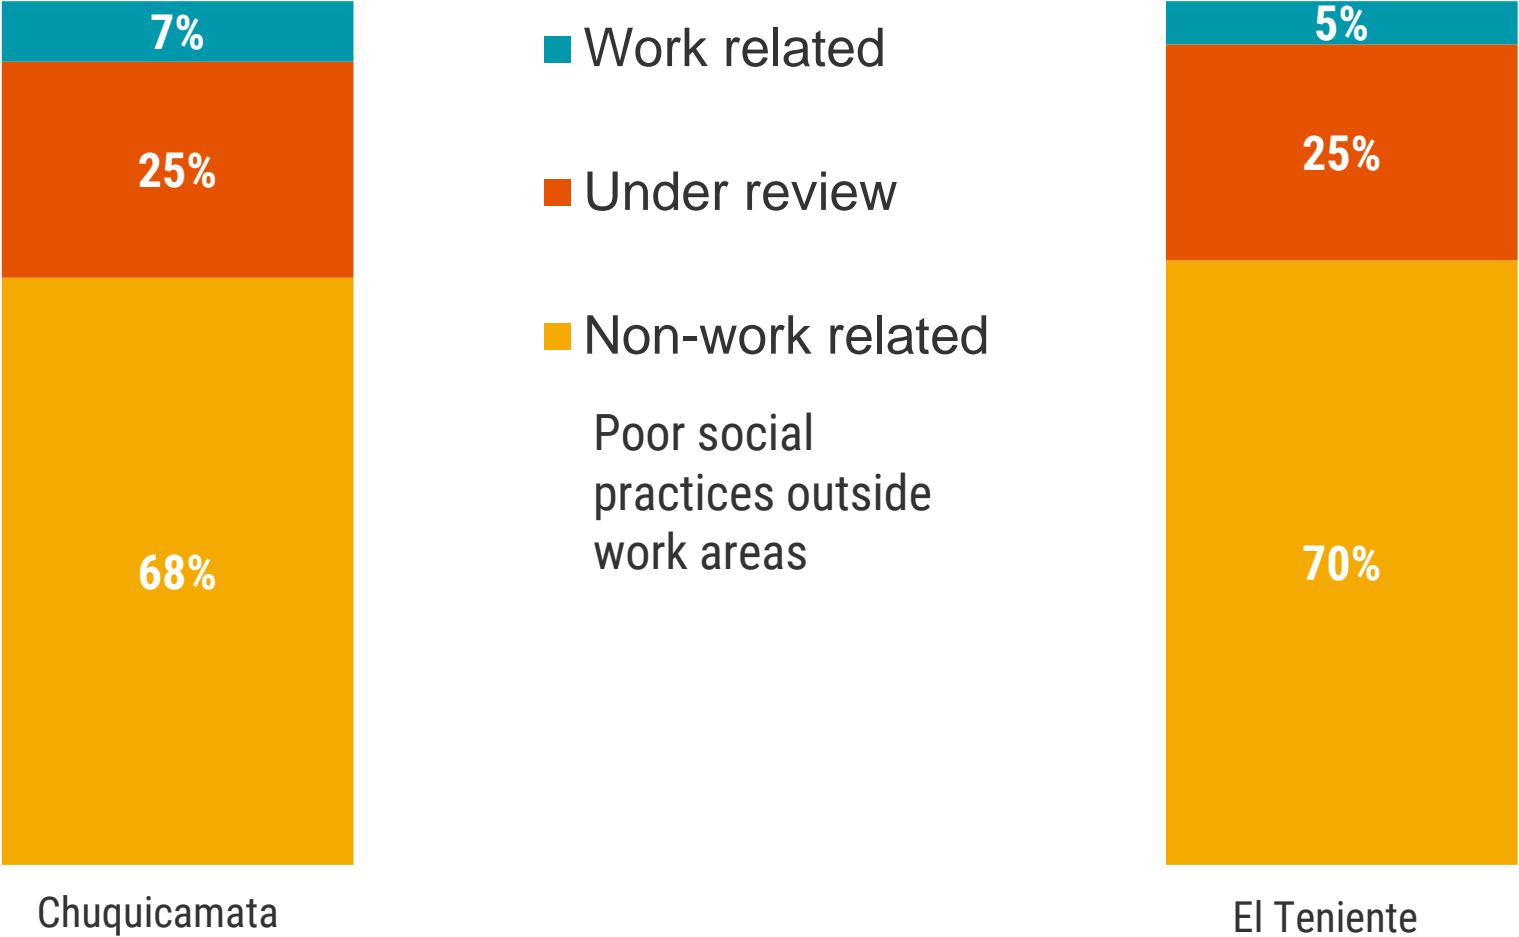 7%
25%
68%
Chuquicamata
Work related
Under review
Non-work related
Poor social
practices outside
work areas
5%
25%
70%
El Teniente